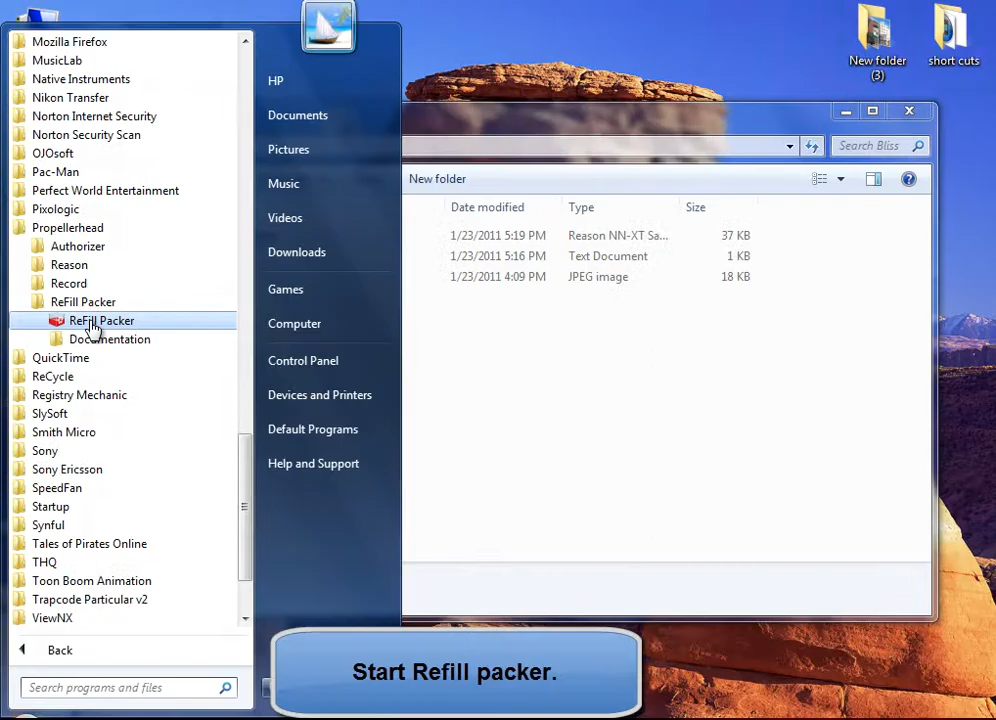 Mozilla Firefox
MusicLab
Native Instruments
Nikon Transfer
Norton Internet Security
Norton Security Scan
OJOsoft
Pac-Man
Perfect World Entertainment
Pixologic
Propellerhead
Authorizer
Reason
Record
ReFill Packer
ReFill Packer
Documentation
QuickTime
ReCycle
Registry Mechanic
SlySoft
Smith Micro
Sony
Sony Ericsson
SpeedFan
Startup
Synful
Tales of Pirates Online
THQ
Toon Boom Animation
Trapcode Particular v2
ViewNX
Back
Search programs and files
HP
Documents
Pictures
Music
Videos
Downloads
Games
Computer
Control Panel
Devices and Printers
Default Programs
Help and Support
Search Bliss
New folder
Date modified Type Size
1/23/2011 5:19 PM Reason NN-XT Sa... 37 KB
1/23/2011 5:16 PM Text Document 1 KB
1/23/2011 4:09 PM JPEG image 18 KB
New folder
(3)
short cuts
Start Refill packer.